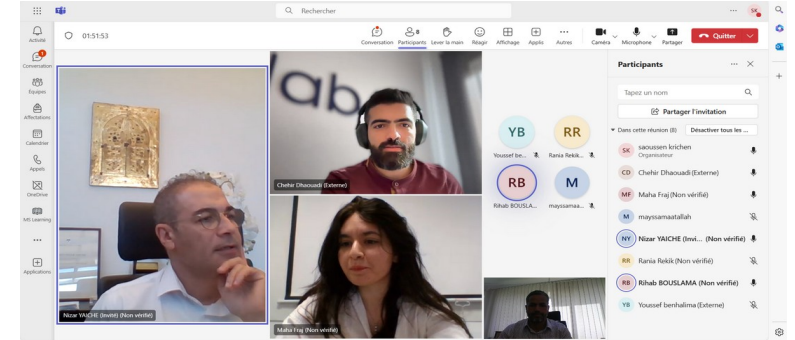 Rechercher
SK
01:51:53
Conversation
8
Participants
Lever la main
Réagir
Affichage
Applis
Autres
Caméra
Microphone
Partager
Quitter
Activité
Conversation
Équipes
Affectations
Calendrier
Appels
OneDrive
MS Learning
Applications
ab
Nizar YAICHE (Invité) (Non vérifié)
Chehir Dhaouadi (Externe)
Maha Fraj (Non vérifié)
YB
RR
Youssef be...
Rania Rekik...
RB
M
Rihab BOUSLA...
mayssamaa...
Participants
Tapez un nom
Partager l'invitation
Dans cette réunion (8)
Désactiver tous les ...
SK saoussen krichen
Organisateur
CD Chehir Dhaouadi (Externe)
MF Maha Fraj (Non vérifié)
M mayssamaatallah
NY Nizar YAICHE (Invi... (Non vérifié)
RR Rania Rekik (Non vérifié)
RB Rihab BOUSLAMA (Non vérifié)
YB Youssef benhalima (Externe)